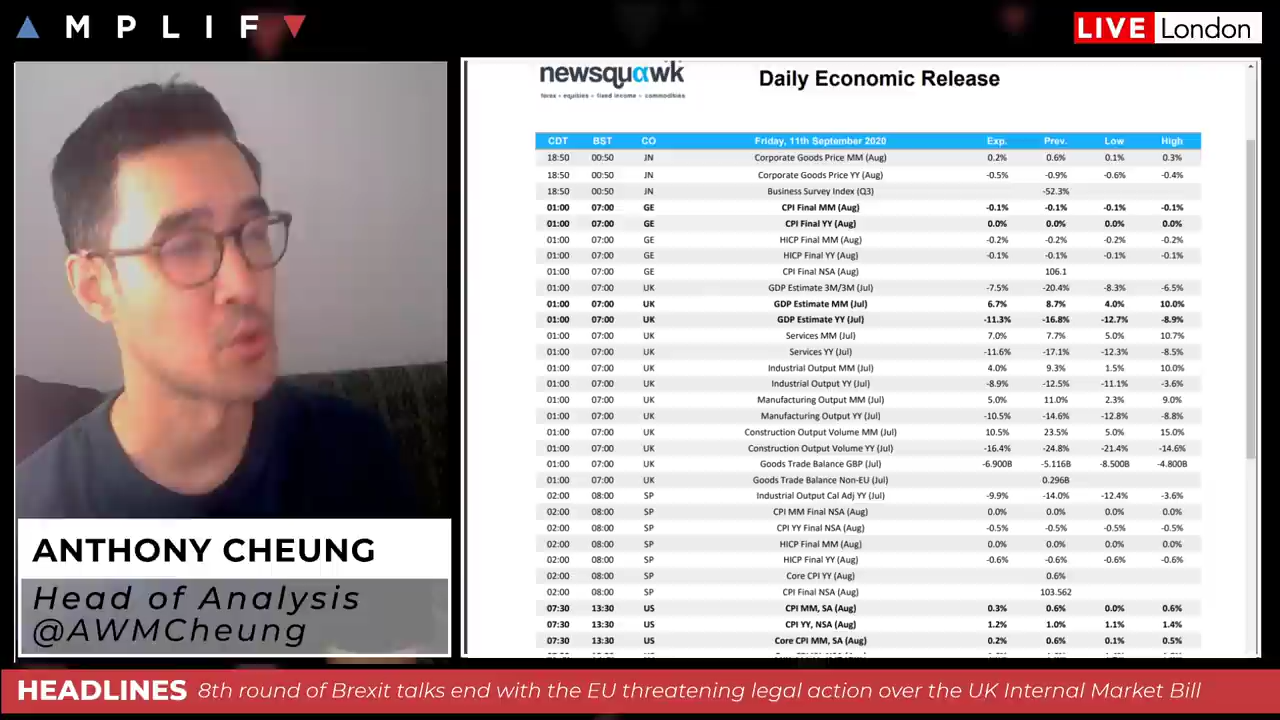 AMPLIFY
LIVE London
newsquawk
forex – equities – fixed income – commodities
Daily Economic Release
CDT BST CO Friday, 11th September 2020 Exp. Prev. Low High
18:50 00:50 JN Corporate Goods Price MM (Aug) 0.2% 0.6% 0.1% 0.3%
18:50 00:50 JN Corporate Goods Price YY (Aug) -0.5% -0.9% -0.6% -0.4%
18:50 00:50 JN Business Survey Index (Q3) -52.3%
01:00 07:00 GE CPI Final MM (Aug) -0.1% -0.1% -0.1% -0.1%
01:00 07:00 GE CPI Final YY (Aug) 0.0% 0.0% 0.0% 0.0%
01:00 07:00 GE HICP Final MM (Aug) -0.2% -0.2% -0.2% -0.2%
01:00 07:00 GE HICP Final YY (Aug) -0.1% -0.1% -0.1% -0.1%
01:00 07:00 GE CPI Final NSA (Aug) 106.1
01:00 07:00 UK GDP Estimate 3M/3M (Jul) -7.5% -20.4% -8.3% -6.5%
01:00 07:00 UK GDP Estimate MM (Jul) 6.7% 8.7% 4.0% 10.0%
01:00 07:00 UK GDP Estimate YY (Jul) -11.3% -16.8% -12.7% -8.9%
01:00 07:00 UK Services MM (Jul) 7.0% 7.7% 5.0% 10.7%
01:00 07:00 UK Services YY (Jul) -11.6% -17.1% -12.3% -8.5%
01:00 07:00 UK Industrial Output MM (Jul) 4.0% 9.3% 1.5% 10.0%
01:00 07:00 UK Industrial Output YY (Jul) -8.9% -12.5% -11.1% -3.6%
01:00 07:00 UK Manufacturing Output MM (Jul) 5.0% 11.0% 2.3% 9.0%
01:00 07:00 UK Manufacturing Output YY (Jul) -10.5% -14.6% -12.8% -8.8%
01:00 07:00 UK Construction Output Volume MM (Jul) 10.5% 23.5% 5.0% 15.0%
01:00 07:00 UK Construction Output Volume YY (Jul) -16.4% -24.8% -21.4% -14.6%
01:00 07:00 UK Goods Trade Balance GBP (Jul) -6.900B -5.116B -8.500B -4.800B
01:00 07:00 UK Goods Trade Balance Non-EU (Jul) 0.296B
02:00 08:00 SP Industrial Output Cal Adj YY (Jul) -9.9% -14.0% -12.4% -3.6%
02:00 08:00 SP CPI MM Final NSA (Aug) 0.0% 0.0% 0.0% 0.0%
02:00 08:00 SP CPI YY Final NSA (Aug) -0.5% -0.5% -0.5% -0.5%
02:00 08:00 SP HICP Final MM (Aug) 0.0% 0.0% 0.0% 0.0%
02:00 08:00 SP HICP Final YY (Aug) -0.6% -0.6% -0.6% -0.6%
02:00 08:00 SP Core CPI YY (Aug) 0.6%
02:00 08:00 SP CPI Final NSA (Aug) 103.562
07:30 13:30 US CPI MM, SA (Aug) 0.3% 0.6% 0.0% 0.6%
07:30 13:30 US CPI YY, NSA (Aug) 1.2% 1.0% 1.1% 1.4%
07:30 13:30 US Core CPI MM, SA (Aug) 0.2% 0.6% 0.1% 0.5%
ANTHONY CHEUNG
Head of Analysis
@AWMCheung
HEADLINES 8th round of Brexit talks end with the EU threatening legal action over the UK Internal Market Bill